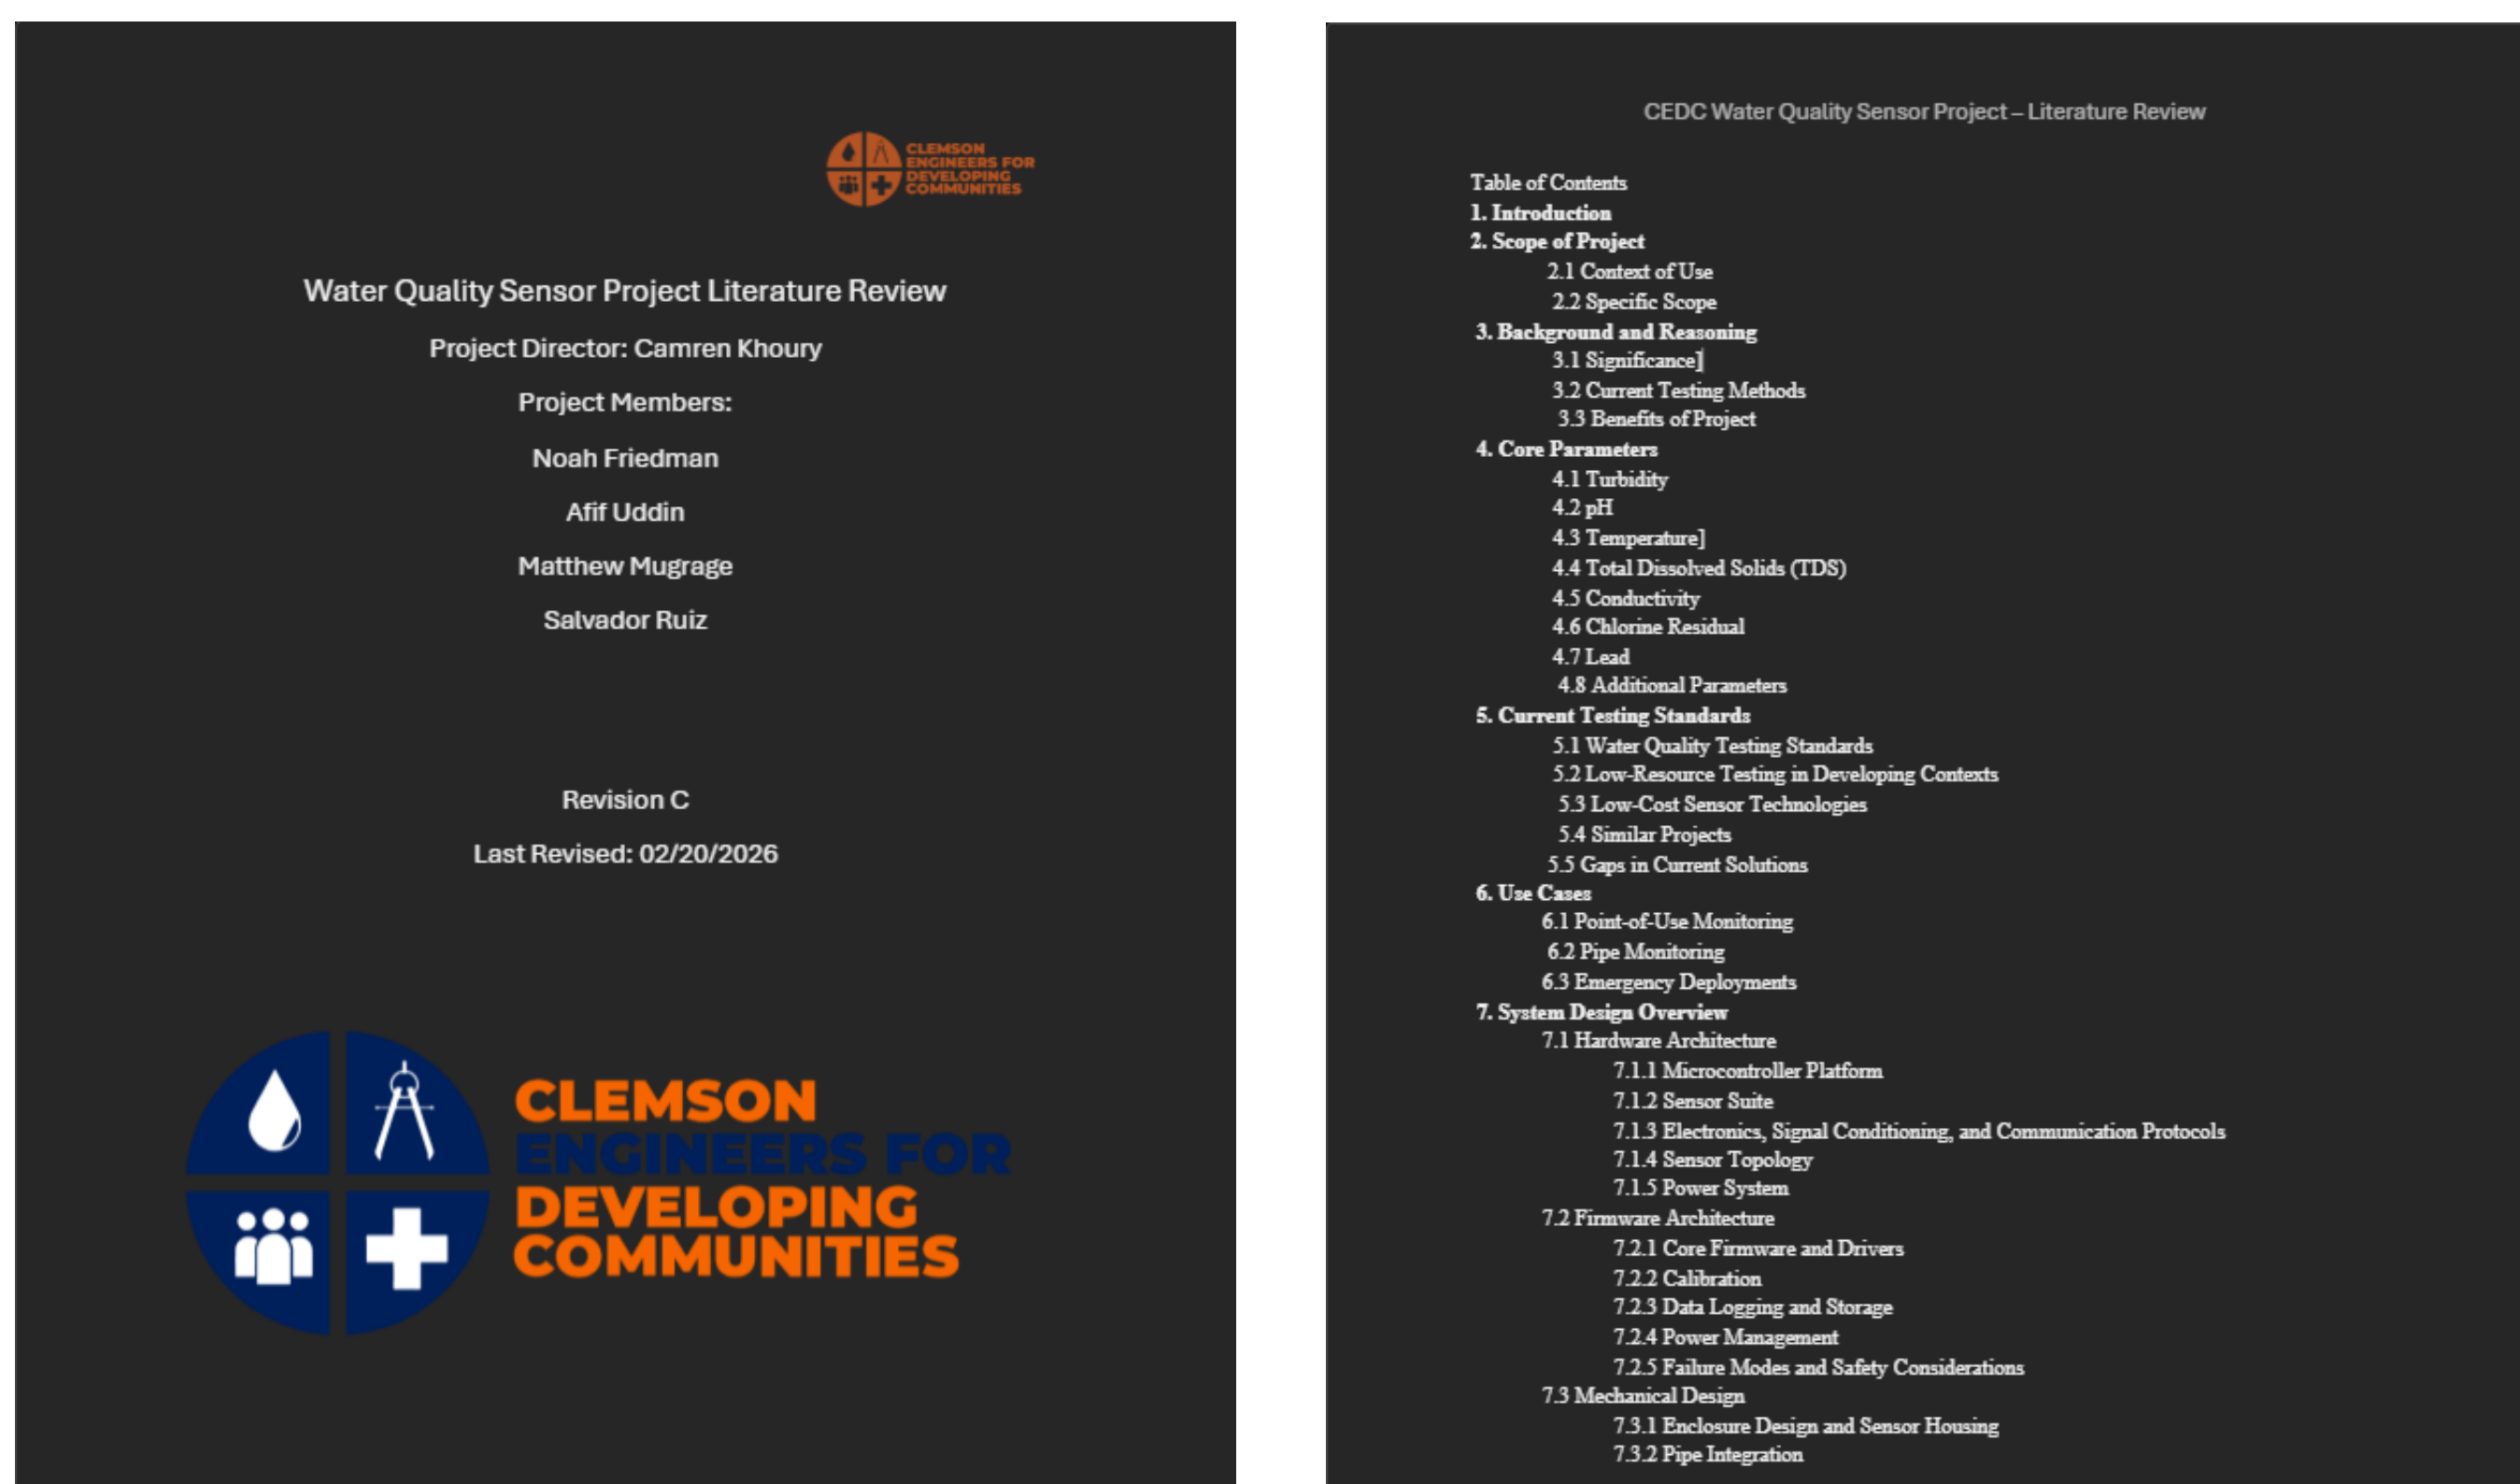 CLEMSON
ENGINEERS FOR
DEVELOPING
COMMUNITIES
Water Quality Sensor Project Literature Review
Project Director: Camren Khoury
Project Members:
Noah Friedman
Afif Uddin
Matthew Mugrage
Salvador Ruiz
Revision C
Last Revised: 02/20/2026
CLEMSON
ENGINEERS FOR
DEVELOPING
COMMUNITIES
CEDC Water Quality Sensor Project – Literature Review
Table of Contents
1. Introduction
2. Scope of Project
2.1 Context of Use
2.2 Specific Scope
3. Background and Reasoning
3.1 Significance]
3.2 Current Testing Methods
3.3 Benefits of Project
4. Core Parameters
4.1 Turbidity
4.2 pH
4.3 Temperature]
4.4 Total Dissolved Solids (TDS)
4.5 Conductivity
4.6 Chlorine Residual
4.7 Lead
4.8 Additional Parameters
5. Current Testing Standards
5.1 Water Quality Testing Standards
5.2 Low-Resource Testing in Developing Contexts
5.3 Low-Cost Sensor Technologies
5.4 Similar Projects
5.5 Gaps in Current Solutions
6. Use Cases
6.1 Point-of-Use Monitoring
6.2 Pipe Monitoring
6.3 Emergency Deployments
7. System Design Overview
7.1 Hardware Architecture
7.1.1 Microcontroller Platform
7.1.2 Sensor Suite
7.1.3 Electronics, Signal Conditioning, and Communication Protocols
7.1.4 Sensor Topology
7.1.5 Power System
7.2 Firmware Architecture
7.2.1 Core Firmware and Drivers
7.2.2 Calibration
7.2.3 Data Logging and Storage
7.2.4 Power Management
7.2.5 Failure Modes and Safety Considerations
7.3 Mechanical Design
7.3.1 Enclosure Design and Sensor Housing
7.3.2 Pipe Integration